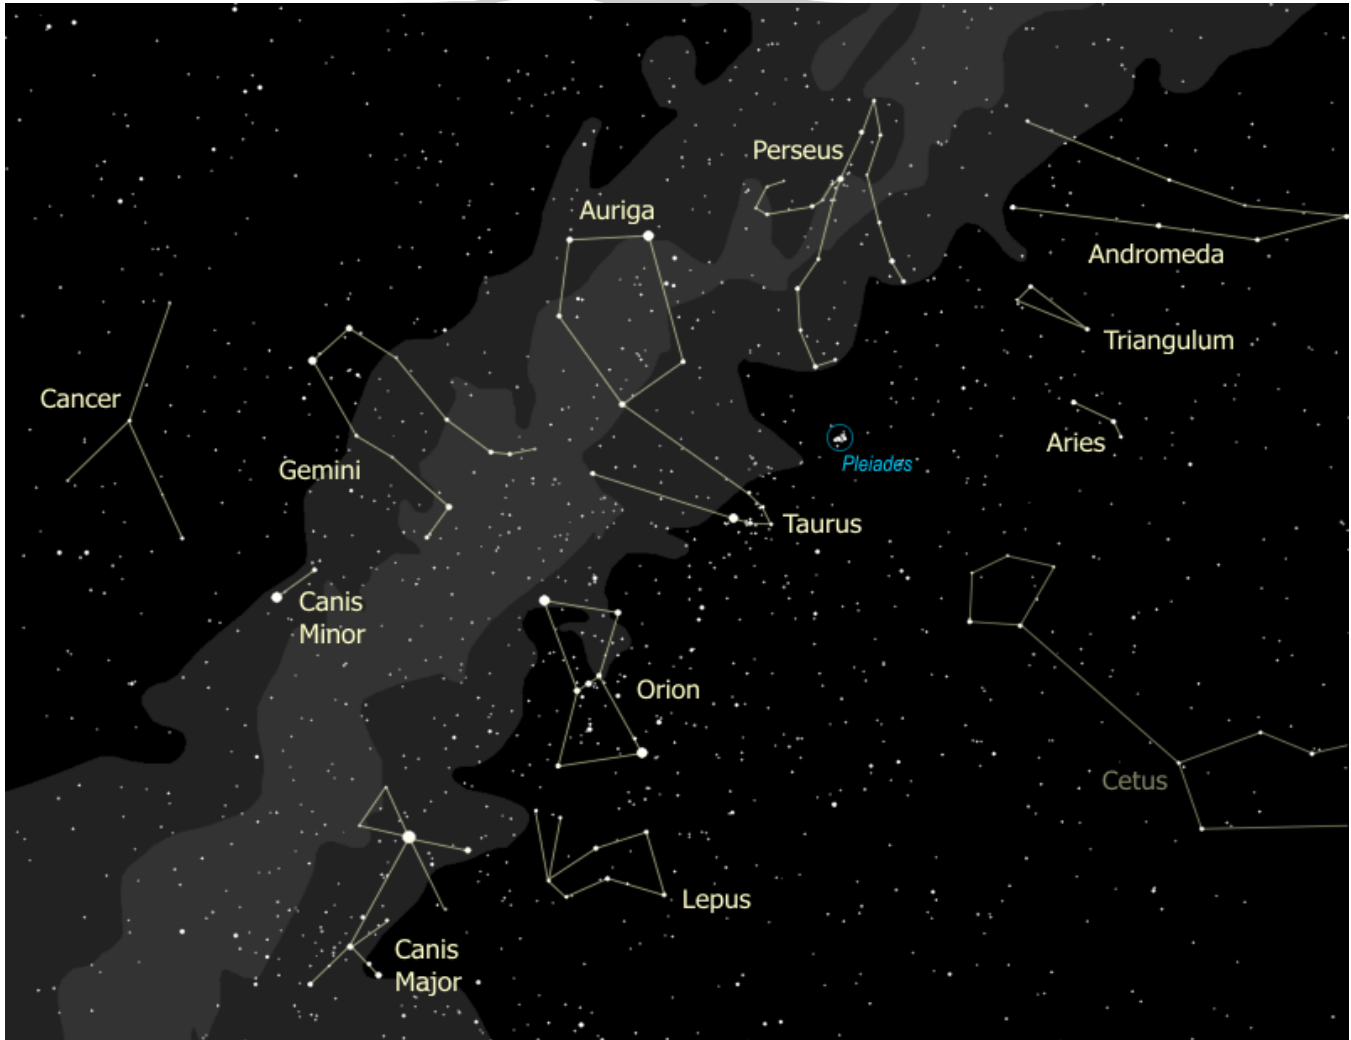 Perseus
Auriga
Andromeda
Triangulum
Cancer
Aries
Gemini
Pleiades
Taurus
Canis
Minor
Orion
Cetus
Lepus
Canis
Major